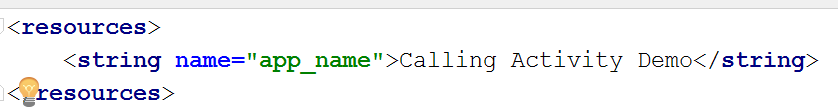 <resources>
<string name="app_name">Calling Activity Demo</string>
</resources>